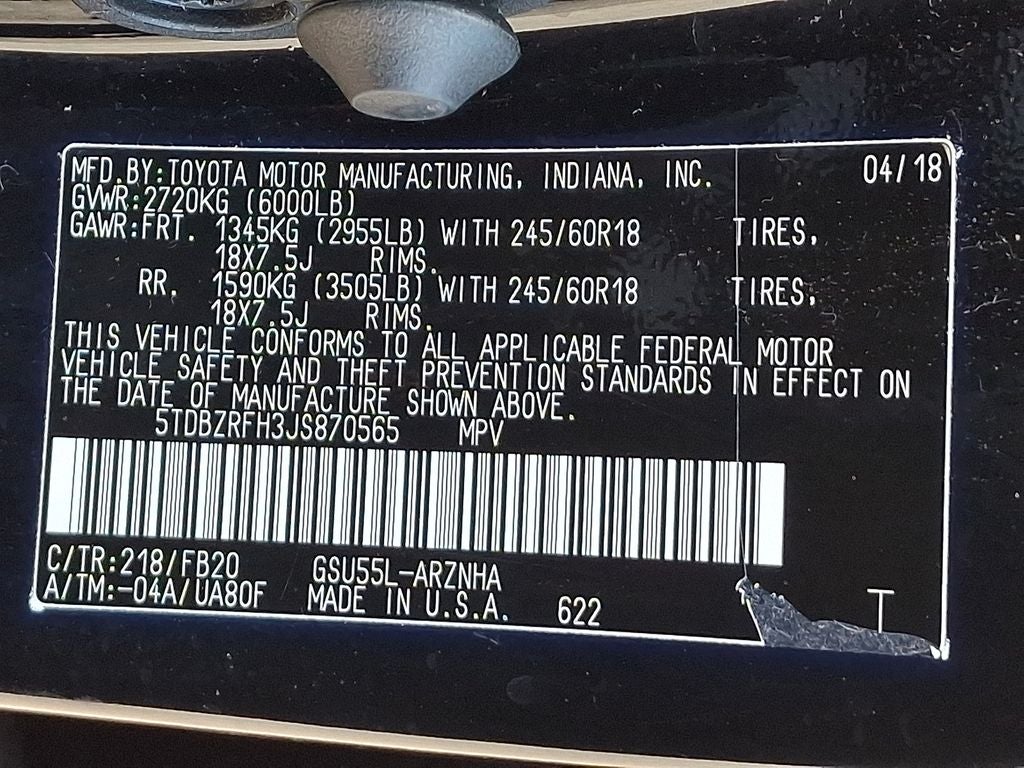 MFD.BY:TOYOTA MOTOR MANUFACTURING, INDIANA, INC. 04/18
GVWR:2720KG (6000LB)
GAWR:FRT. 1345KG (2955LB) WITH 245/60R18 TIRES,
18X7.5J RIMS.
RR. 1590KG (3505LB) WITH 245/60R18 TIRES,
18X7.5J RIMS.
THIS VEHICLE CONFORMS TO ALL APPLICABLE FEDERAL MOTOR
VEHICLE SAFETY AND THEFT PREVENTION STANDARDS IN EFFECT ON
THE DATE OF MANUFACTURE SHOWN ABOVE.
5TDBZRFH3JS870565 MPV
C/TR:218/FB20 GSU55L-ARZNHA
A/TM:-04A/UA80F MADE IN U.S.A. 622 T